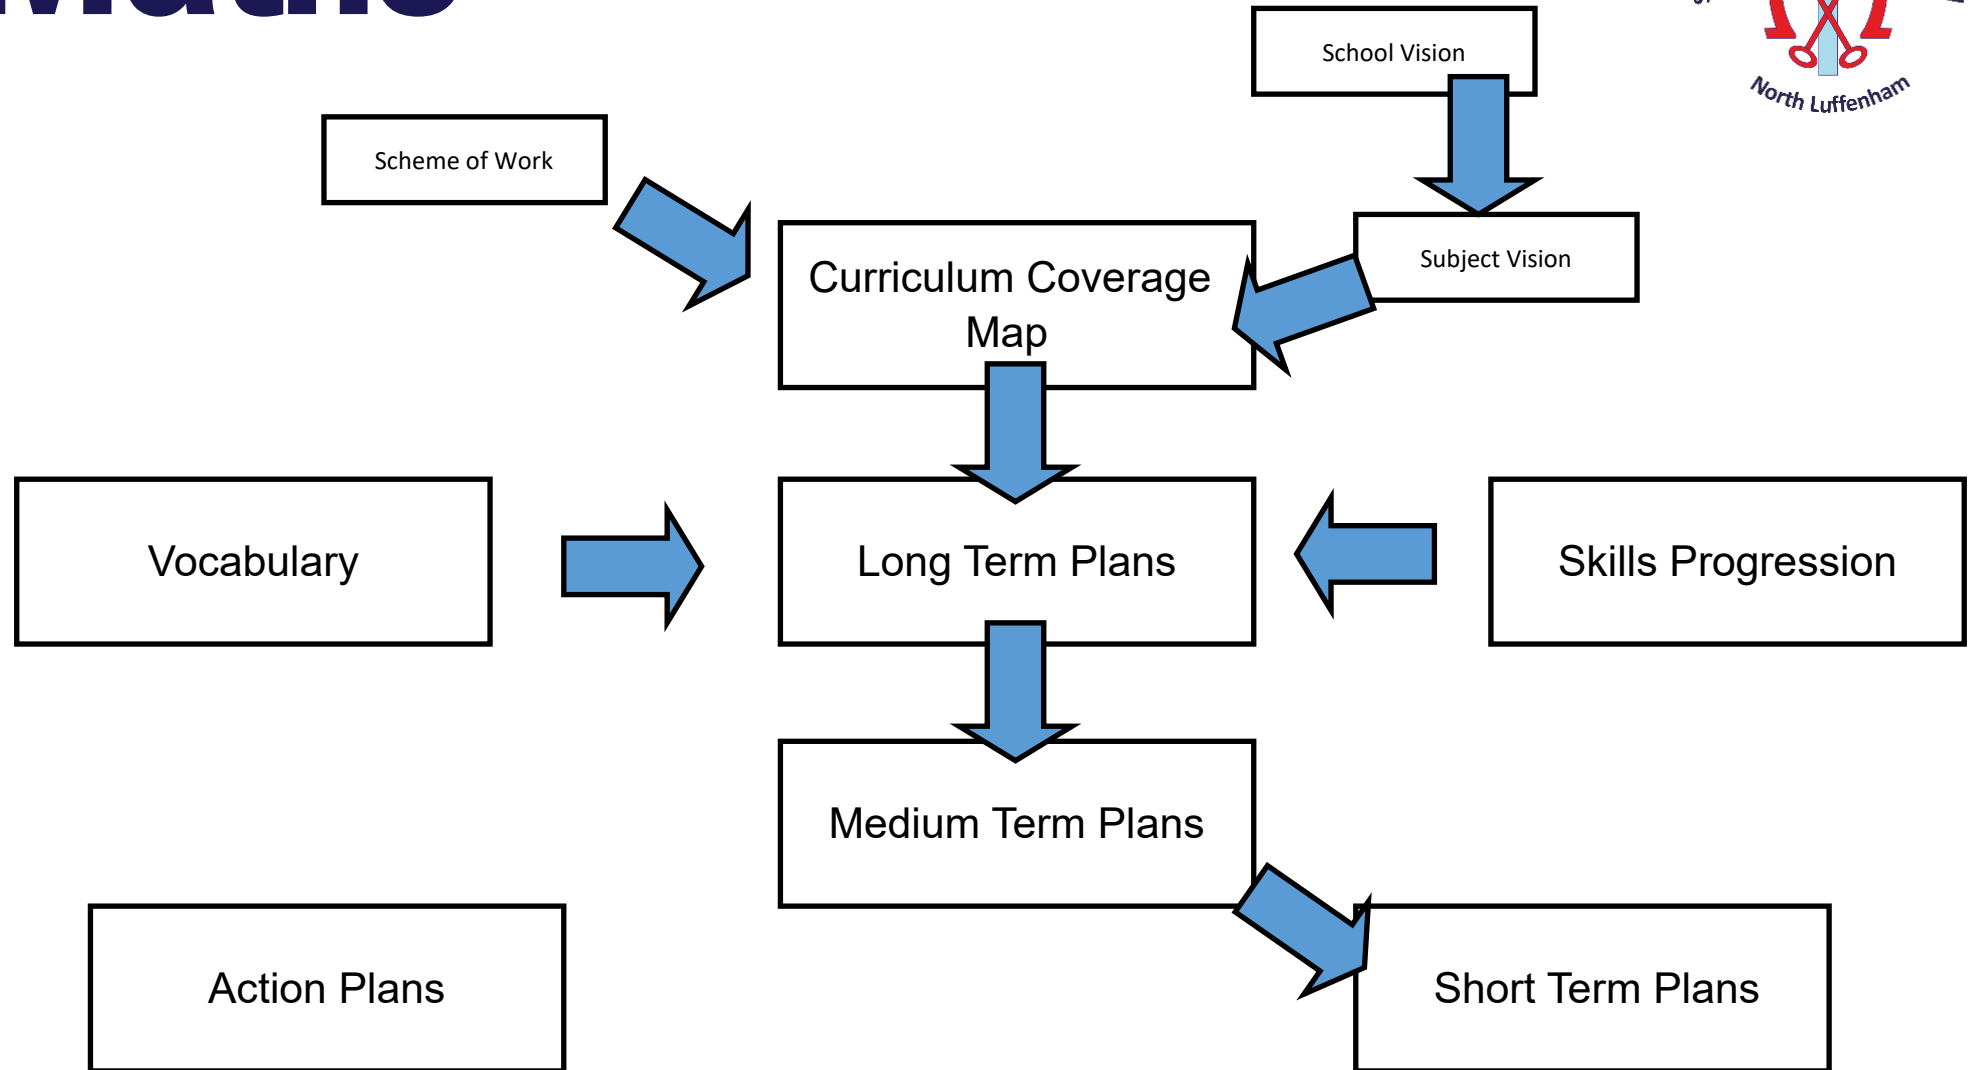 Maths
School Vision
North Luffenham
Scheme of Work
Subject Vision
Curriculum Coverage
Map
Vocabulary
Long Term Plans
Skills Progression
Medium Term Plans
Action Plans
Short Term Plans